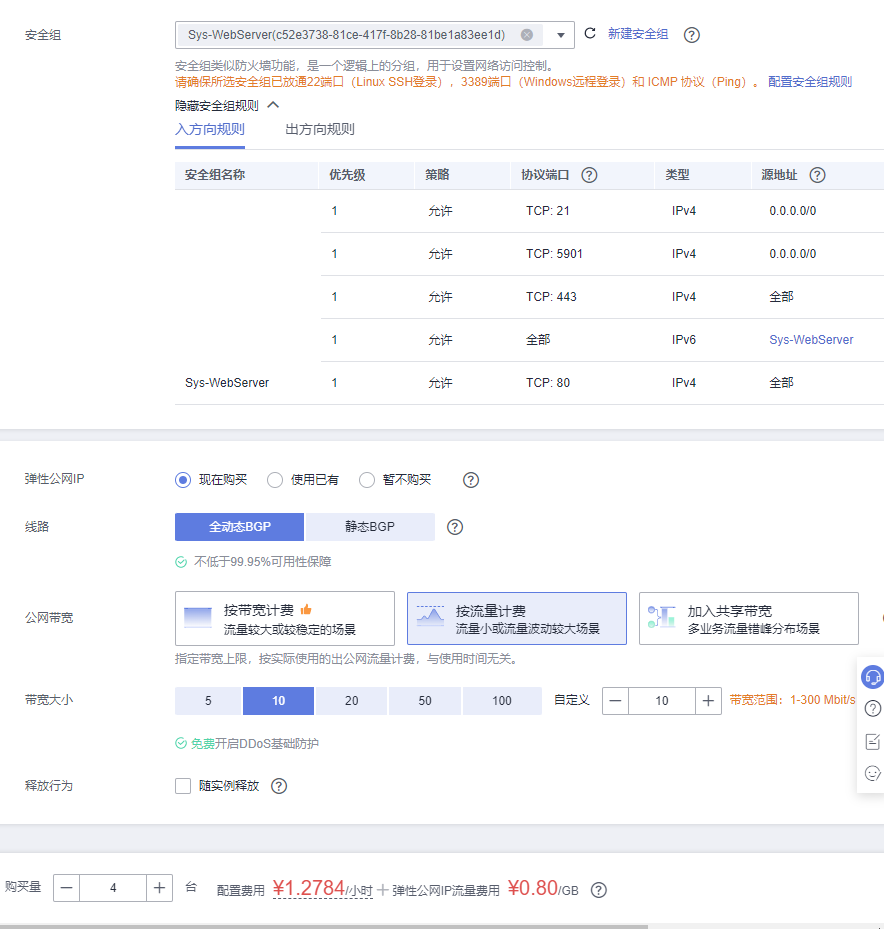 安全组 Sys-WebServer(c52e3738-81ce-417f-8b28-81be1a83ee1d) 新建安全组
安全组类似防火墙功能，是一个逻辑上的分组，用于设置网络访问控制。
请确保所选安全组已放通22端口（Linux SSH登录），3389端口（Windows远程登录）和 ICMP 协议（Ping）。 配置安全组规则
隐藏安全组规则
入方向规则 出方向规则
安全组名称 优先级 策略 协议端口 类型 源地址
1 允许 TCP: 21 IPv4 0.0.0.0/0
1 允许 TCP: 5901 IPv4 0.0.0.0/0
1 允许 TCP: 443 IPv4 全部
1 允许 全部 IPv6 Sys-WebServer
Sys-WebServer 1 允许 TCP: 80 IPv4 全部
弹性公网IP 现在购买 使用已有 暂不购买
线路 全动态BGP 静态BGP
不低于99.95%可用性保障
公网带宽 按带宽计费 按流量计费 加入共享带宽
流量较大或较稳定的场景 流量小或流量波动较大场景 多业务流量错峰分布场景
指定带宽上限，按实际使用的出公网流量计费，与使用时间无关。
带宽大小 5 10 20 50 100 自定义 10 带宽范围：1-300 Mbit/s
免费开启DDoS基础防护
释放行为 随实例释放
购买量 4 台 配置费用 ¥1.2784/小时 + 弹性公网IP流量费用 ¥0.80/GB